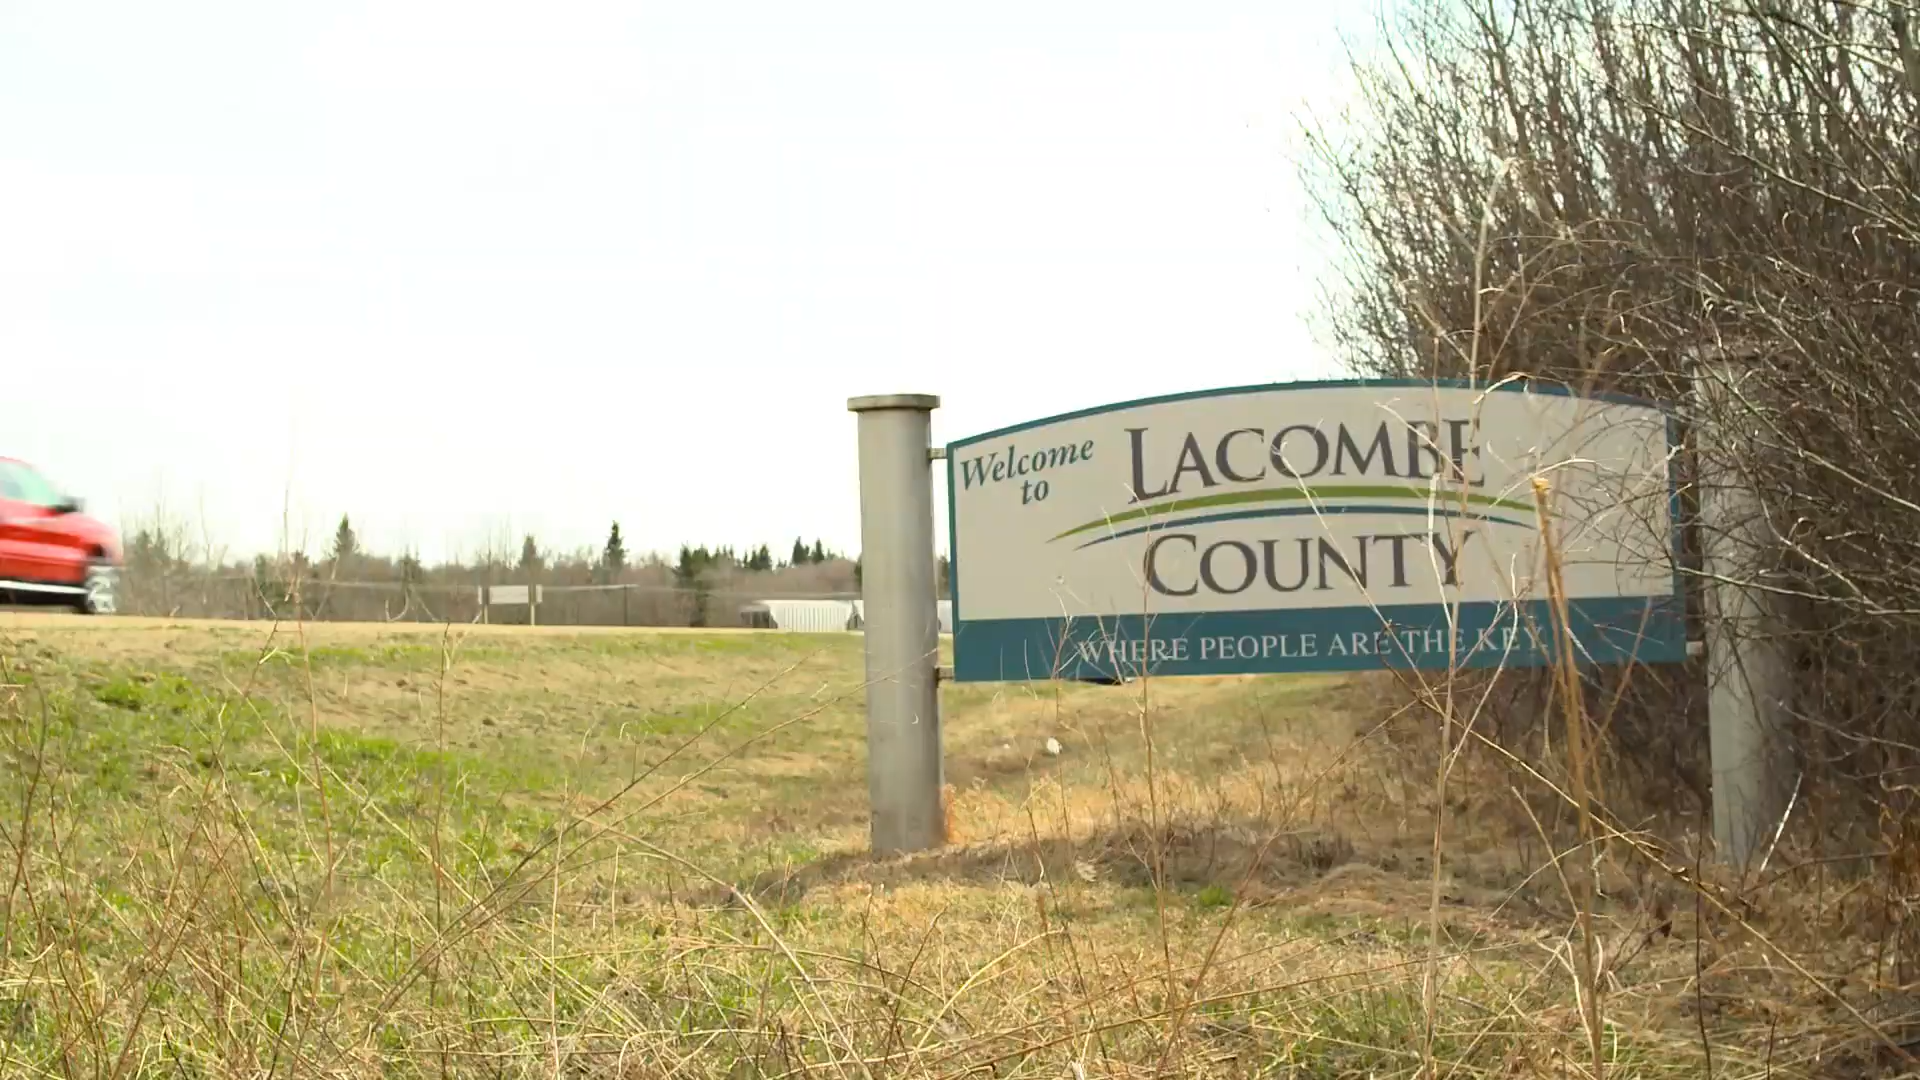 Welcome
to
LACOMBE
COUNTY
WHERE PEOPLE ARE THE KEY.